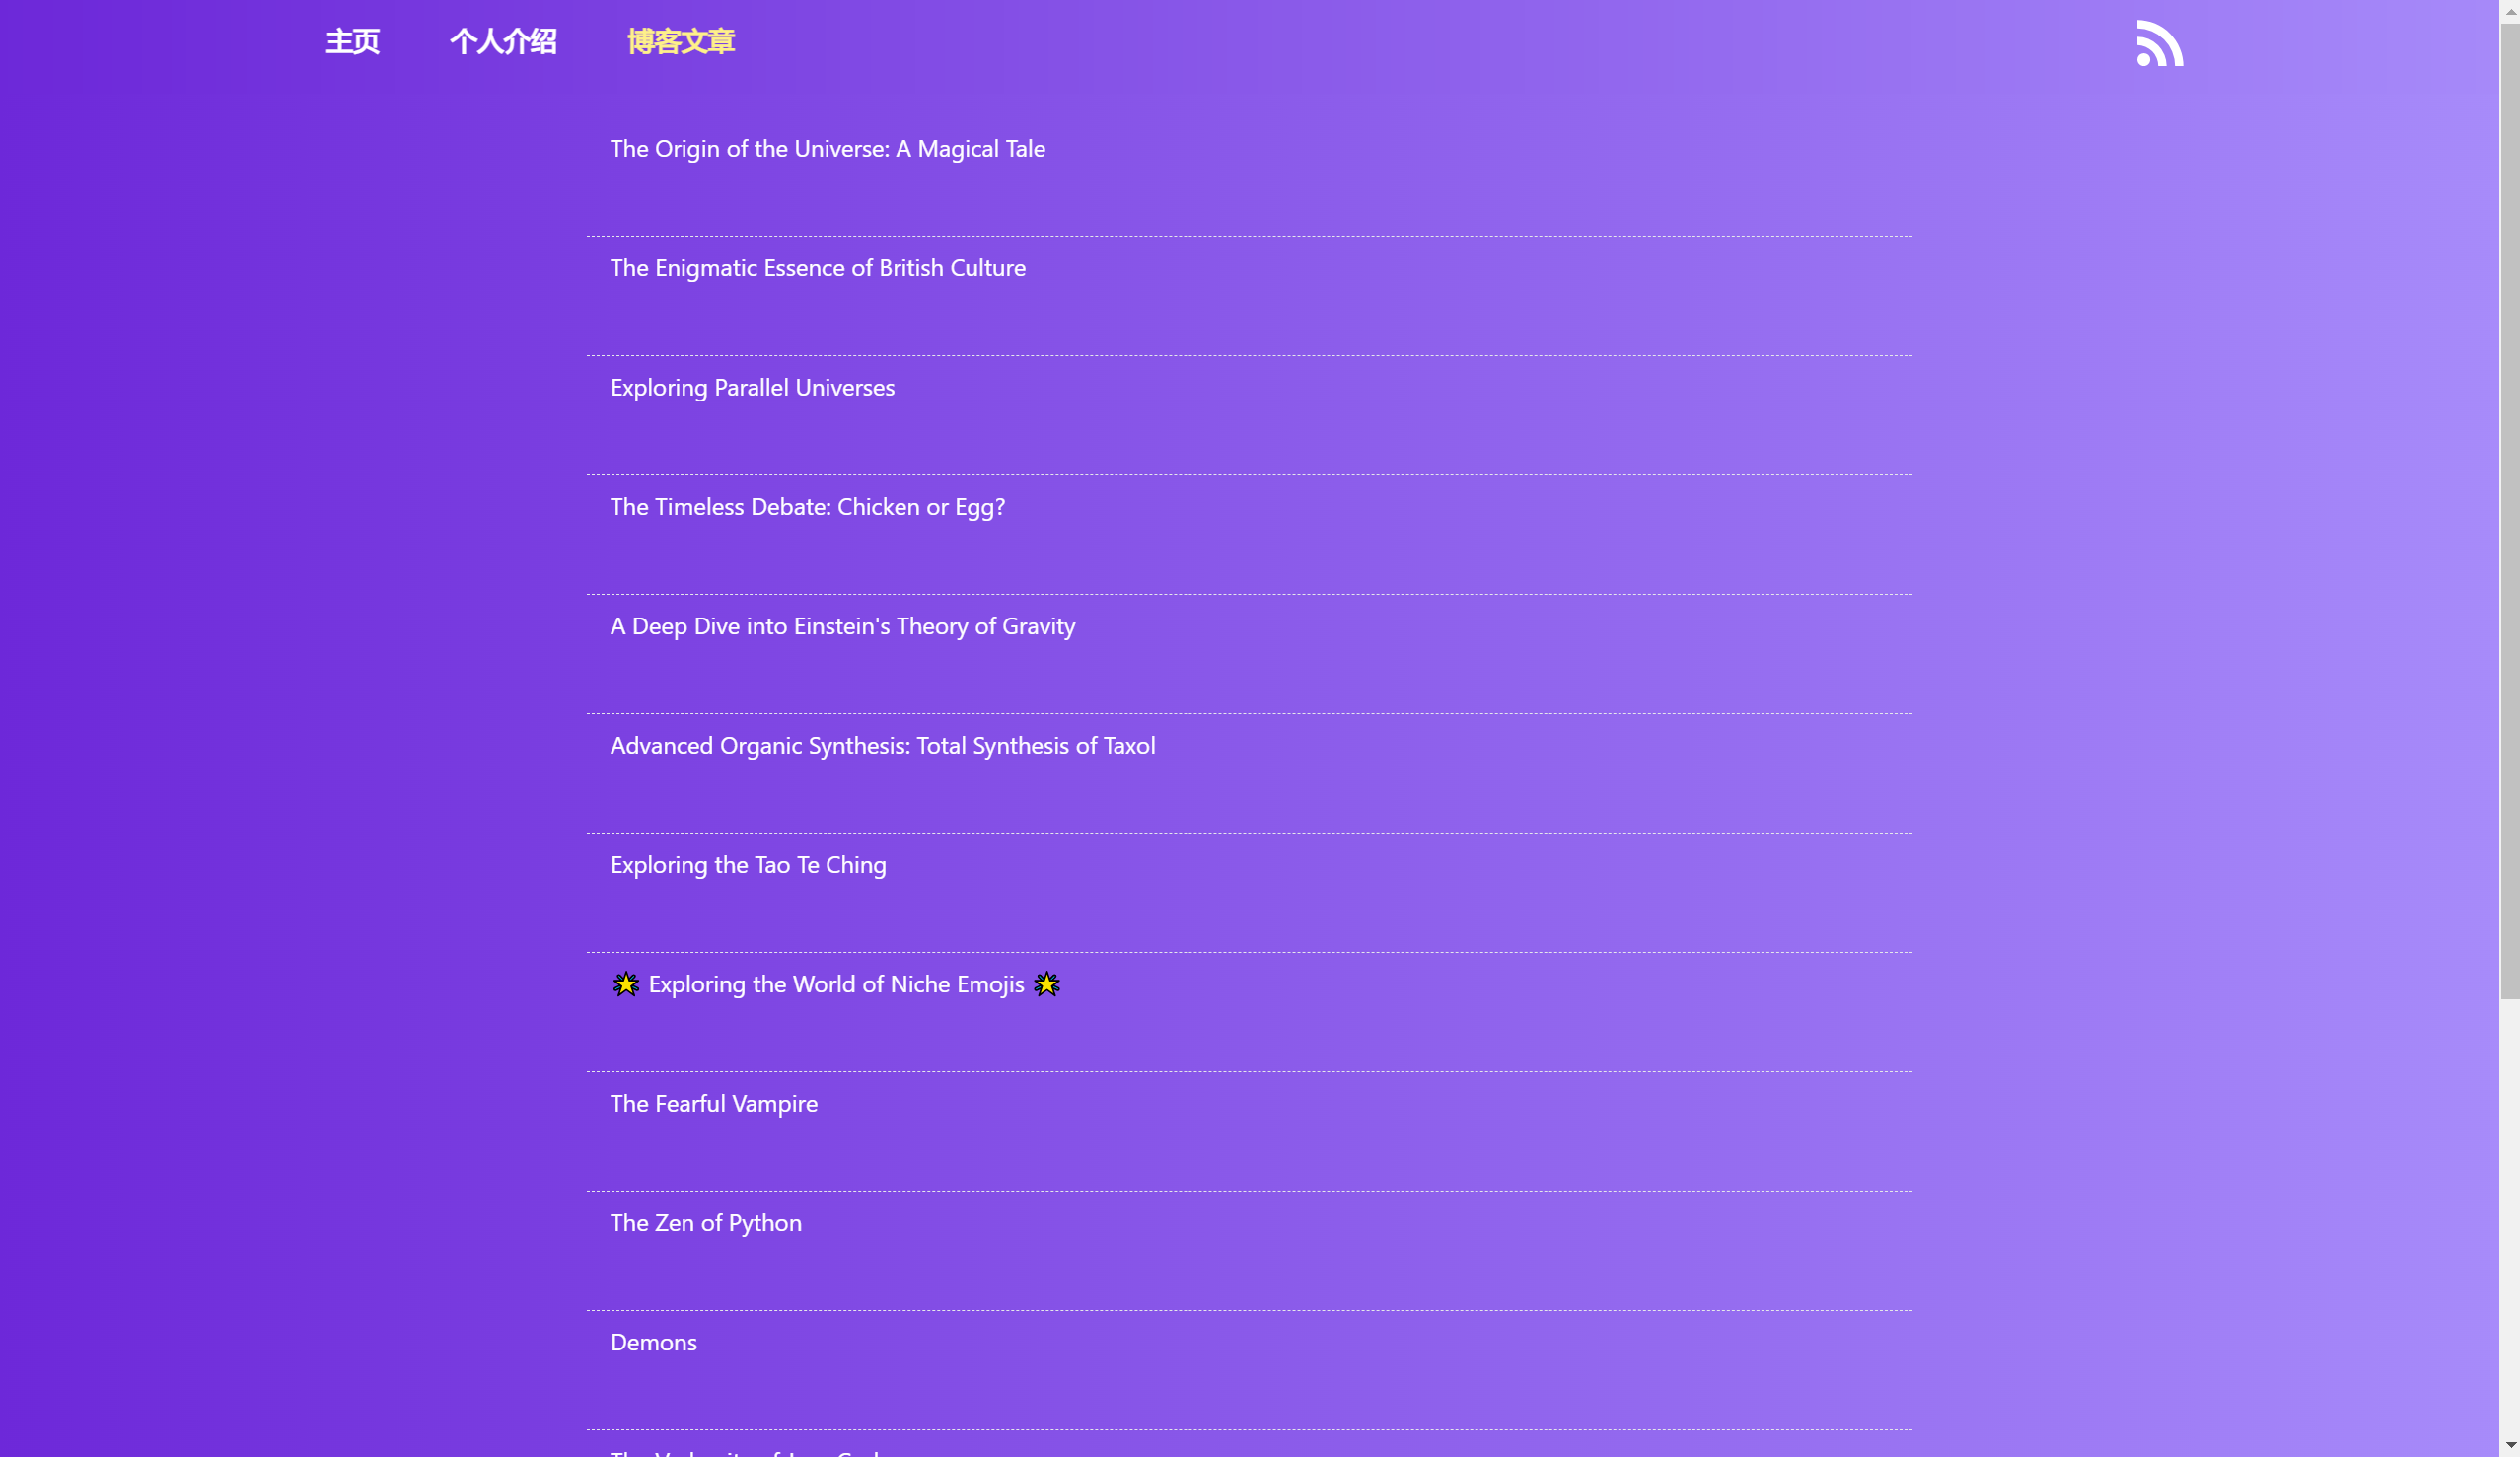 主页 个人介绍 博客文章
The Origin of the Universe: A Magical Tale
The Enigmatic Essence of British Culture
Exploring Parallel Universes
The Timeless Debate: Chicken or Egg?
A Deep Dive into Einstein's Theory of Gravity
Advanced Organic Synthesis: Total Synthesis of Taxol
Exploring the Tao Te Ching
🌟 Exploring the World of Niche Emojis 🌟
The Fearful Vampire
The Zen of Python
Demons